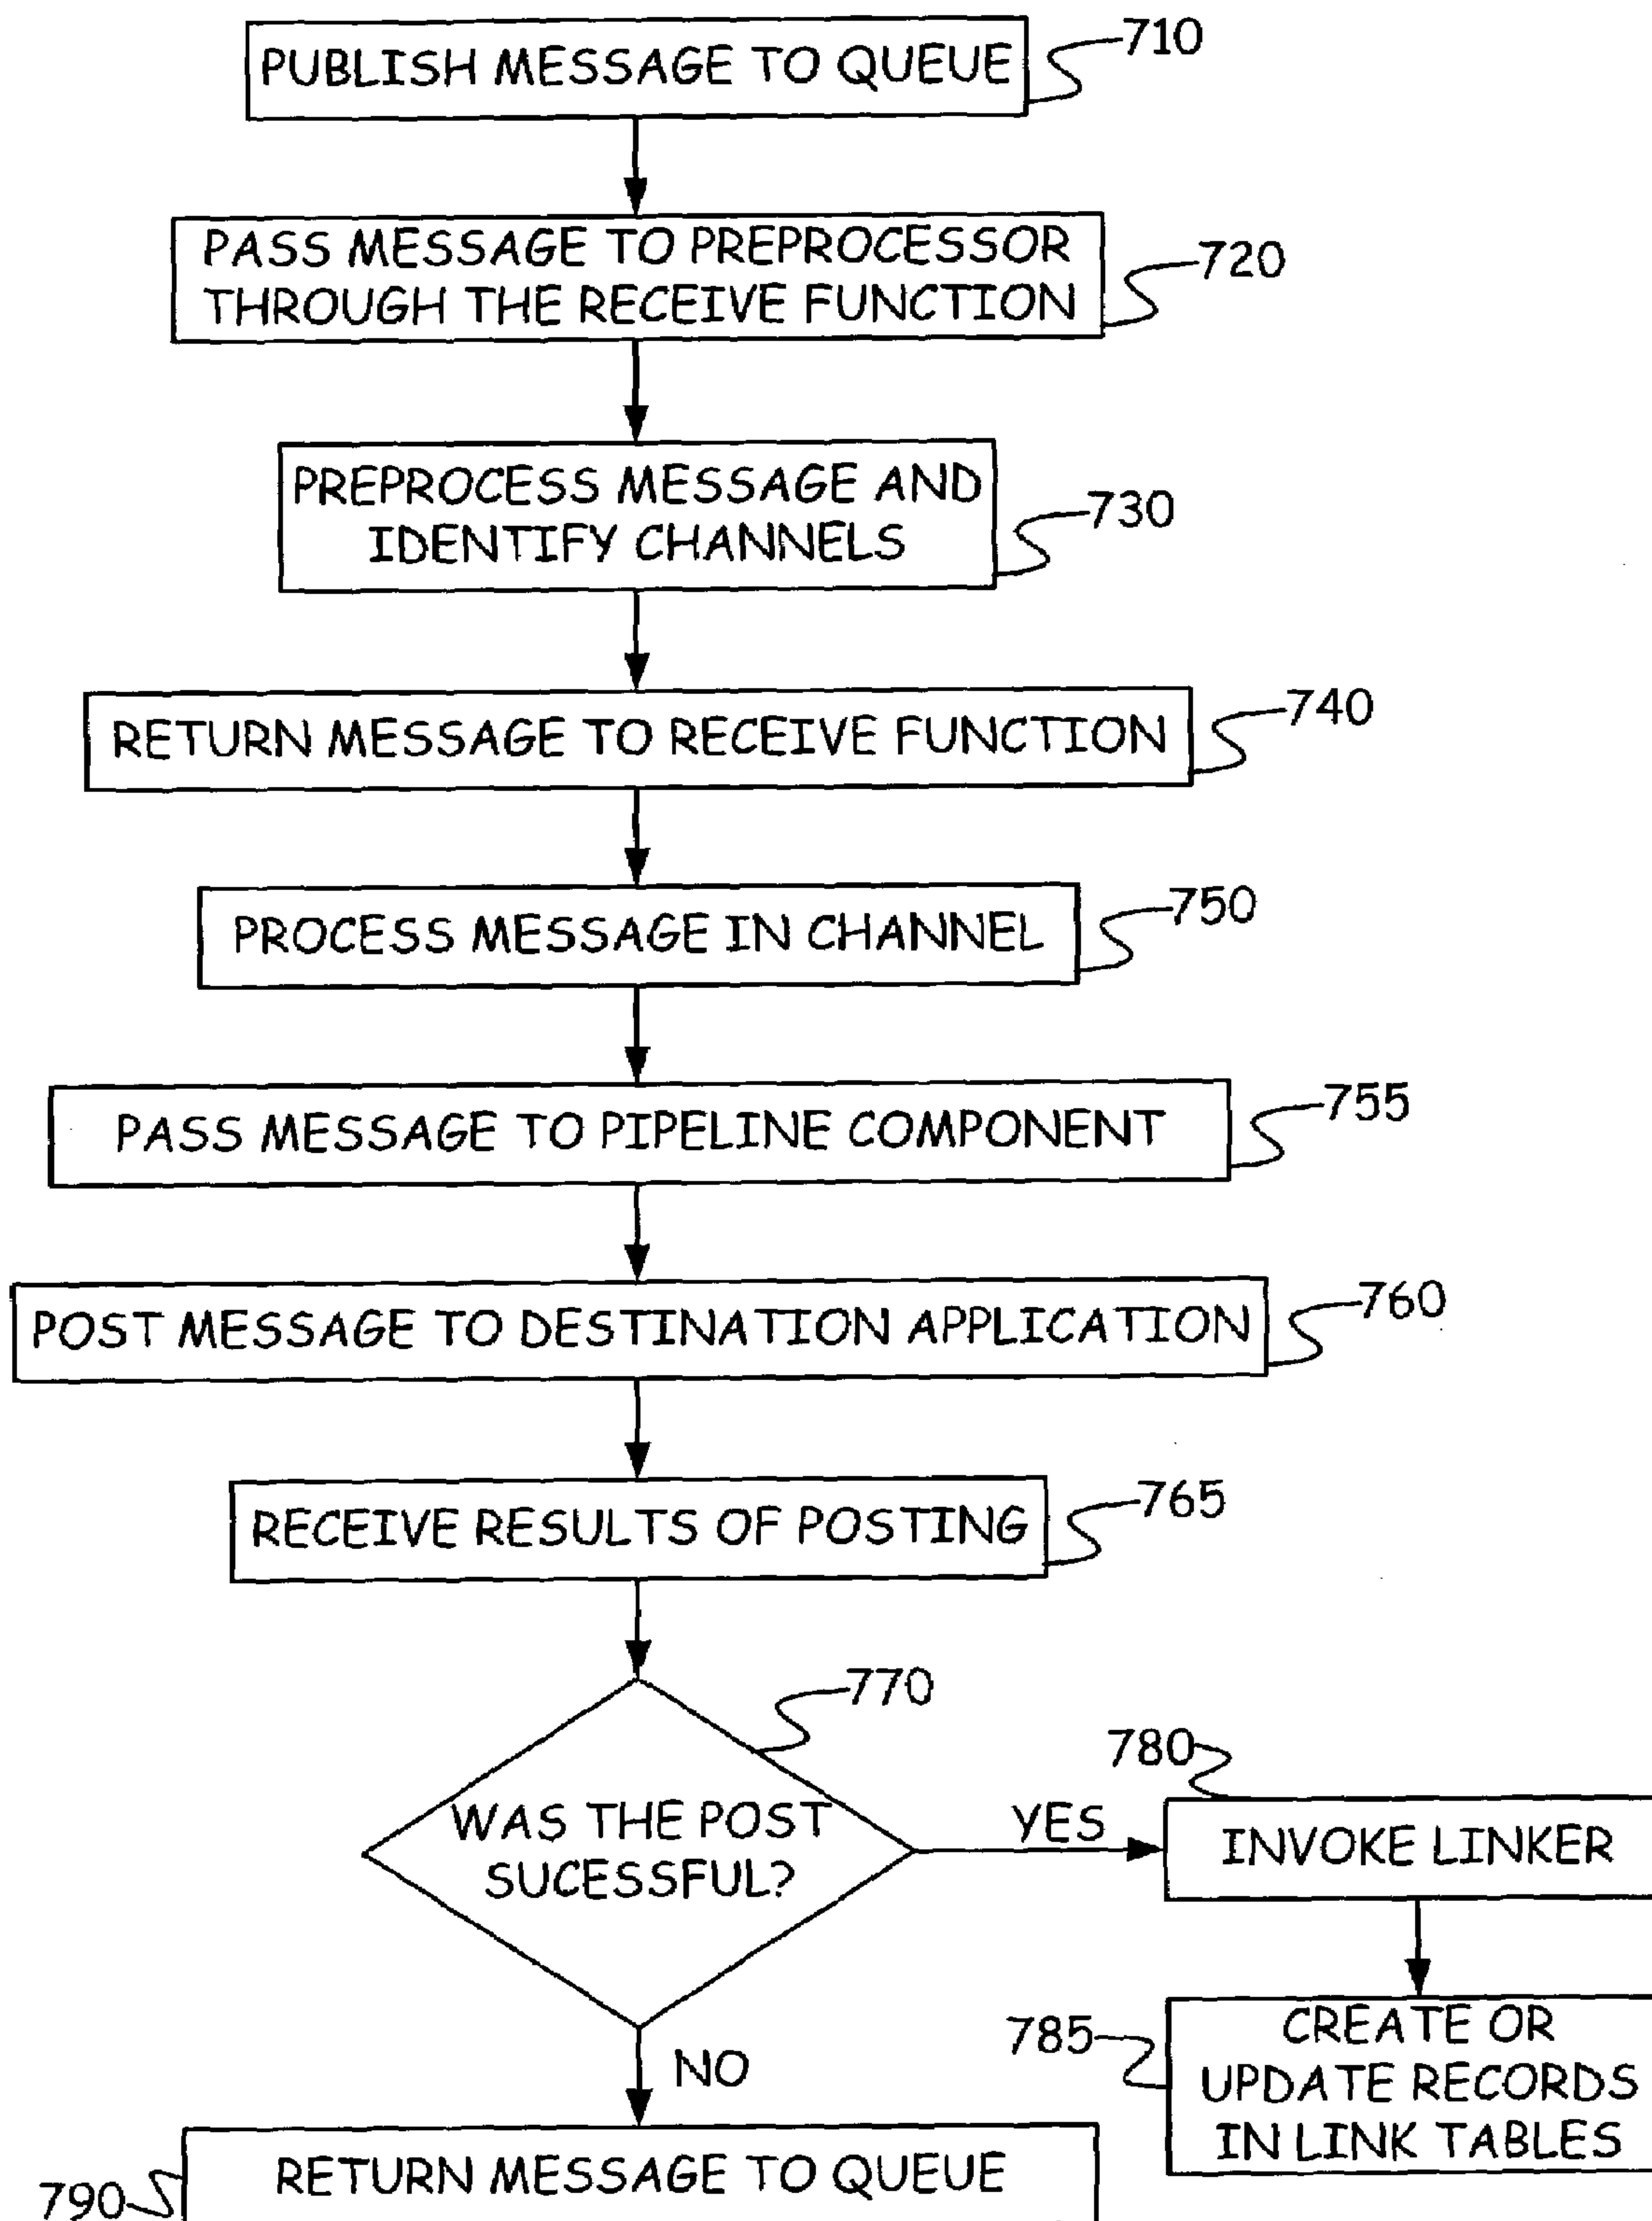 PUBLISH MESSAGE TO QUEUE
710
PASS MESSAGE TO PREPROCESSOR
THROUGH THE RECEIVE FUNCTION
720
PREPROCESS MESSAGE AND
IDENTIFY CHANNELS
730
RETURN MESSAGE TO RECEIVE FUNCTION
740
PROCESS MESSAGE IN CHANNEL
750
PASS MESSAGE TO PIPELINE COMPONENT
755
POST MESSAGE TO DESTINATION APPLICATION
760
RECEIVE RESULTS OF POSTING
765
770
WAS THE POST
SUCESSFUL?
YES
780
INVOKE LINKER
785
CREATE OR
UPDATE RECORDS
IN LINK TABLES
NO
RETURN MESSAGE TO QUEUE
790